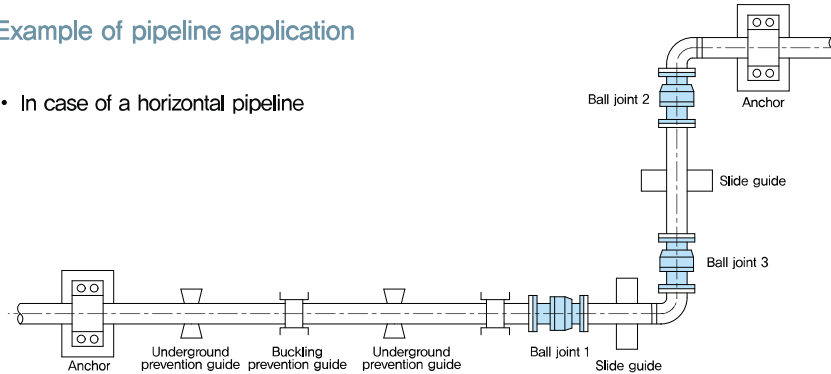 Example of pipeline application
• In case of a horizontal pipeline
Ball joint 2
Anchor
Slide guide
Ball joint 3
Anchor
Underground
prevention guide
Buckling
prevention guide
Underground
prevention guide
Ball joint 1
Slide guide